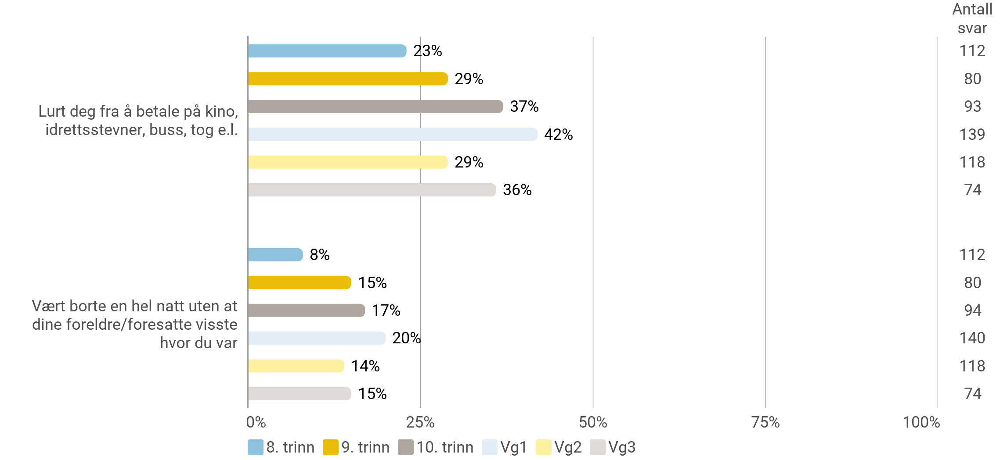 Antall
svar
23%
112
29%
80
37%
93
Lurt deg fra å betale på kino,
idrettsstevner, buss, tog e.l.
42%
139
29%
118
36%
74
8%
112
15%
80
17%
94
Vært borte en hel natt uten at
dine foreldre/foresatte visste
hvor du var
20%
140
14%
118
15%
74
0% 25% 50% 75% 100%
8. trinn 9. trinn 10. trinn Vg1 Vg2 Vg3